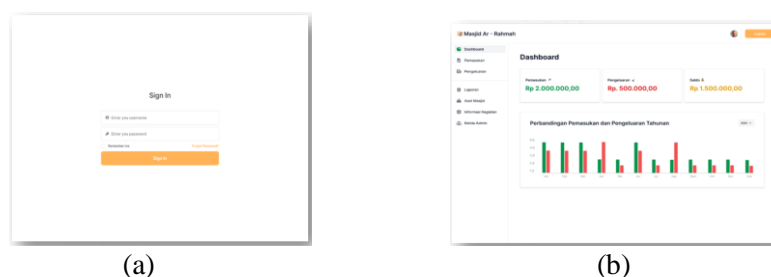 Sign In
Enter you username
Enter you password
Remember me
Forgot Password?
Sign In
(a)
Masjid Ar - Rahmah
Dashboard
Pemasukan
Pengeluaran
Laporan
Aset Masjid
Informasi Kegiatan
Kelola Admin
Dashboard
Pemasukan
Rp 2.000.000,00
Pengeluaran
Rp. 500.000,00
Saldo $
Rp 1.500.000,00
Perbandingan Pemasukan dan Pengeluaran Tahunan
(b)